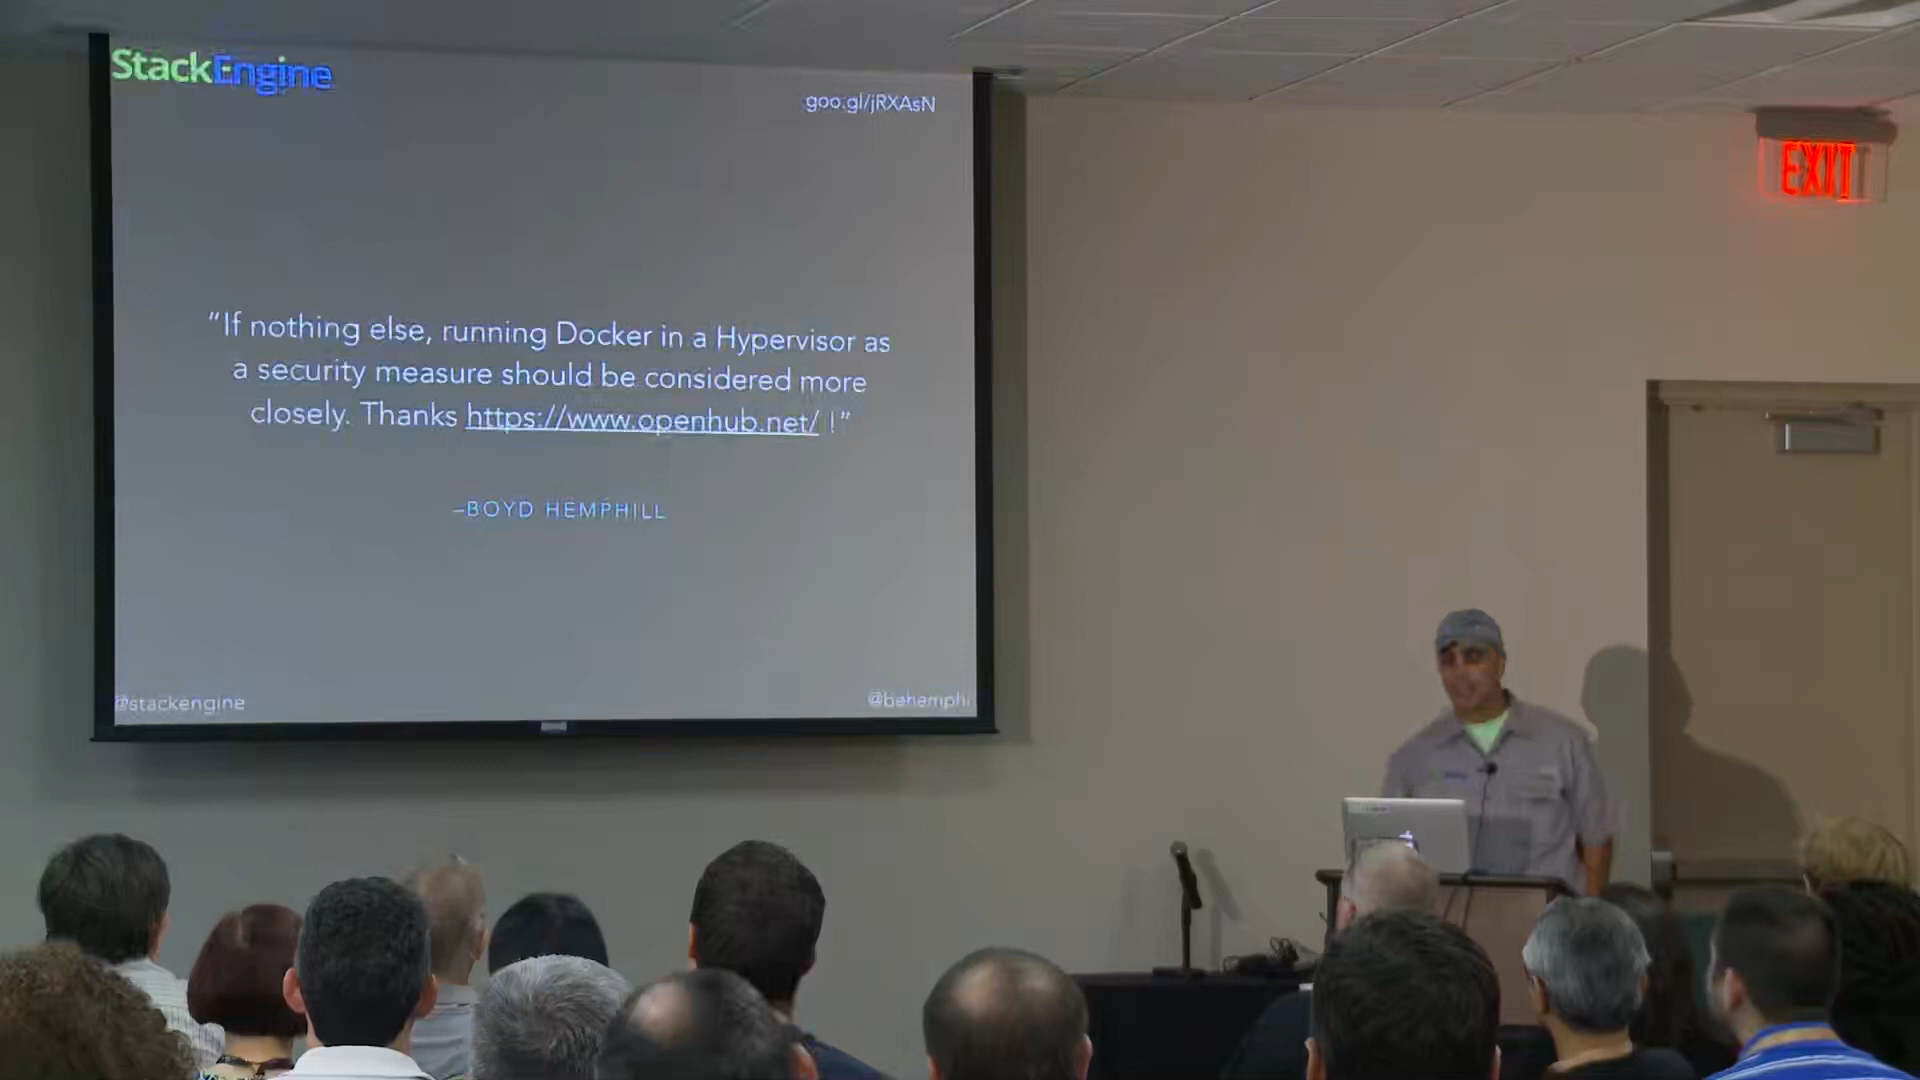 StackEngine
goo.gl/jRXAsN
“If nothing else, running Docker in a Hypervisor as
a security measure should be considered more
closely. Thanks https://www.openhub.net/ !”
–BOYD HEMPHILL
@stackengine
@behemphi
EXIT